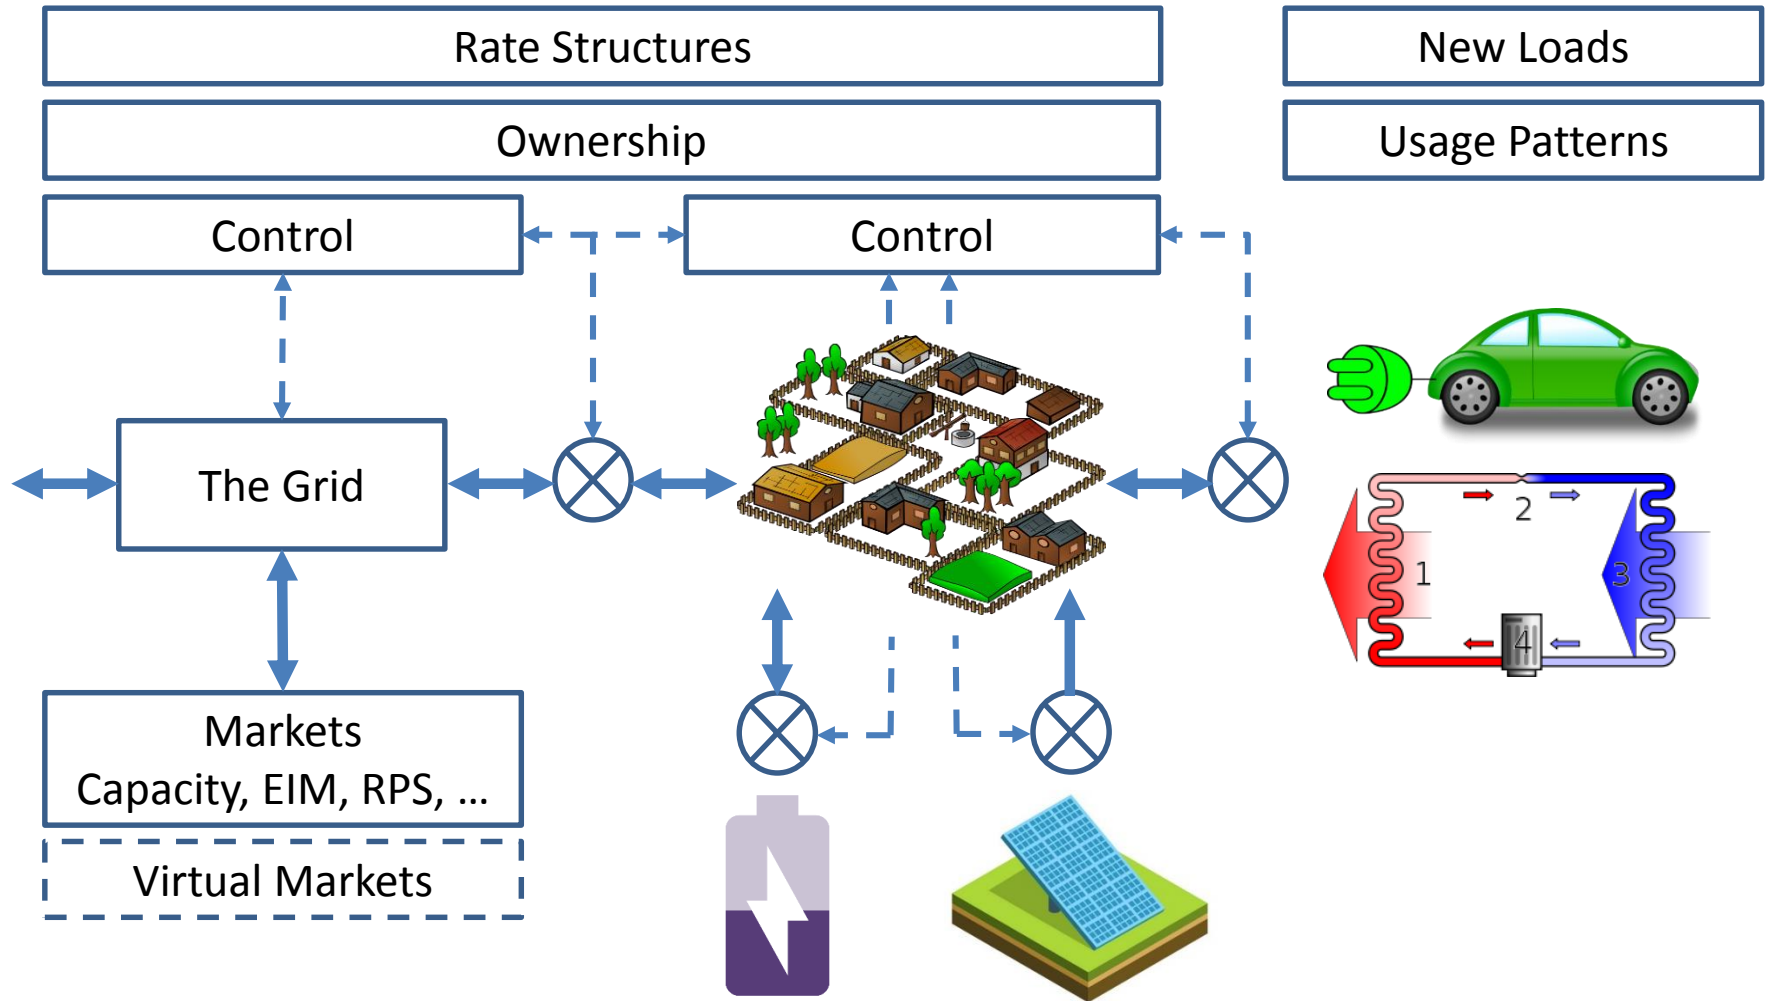 Rate Structures
New Loads
Ownership
Usage Patterns
Control
Control
The Grid
2
1
3
4
Markets
Capacity, EIM, RPS, ...
Virtual Markets